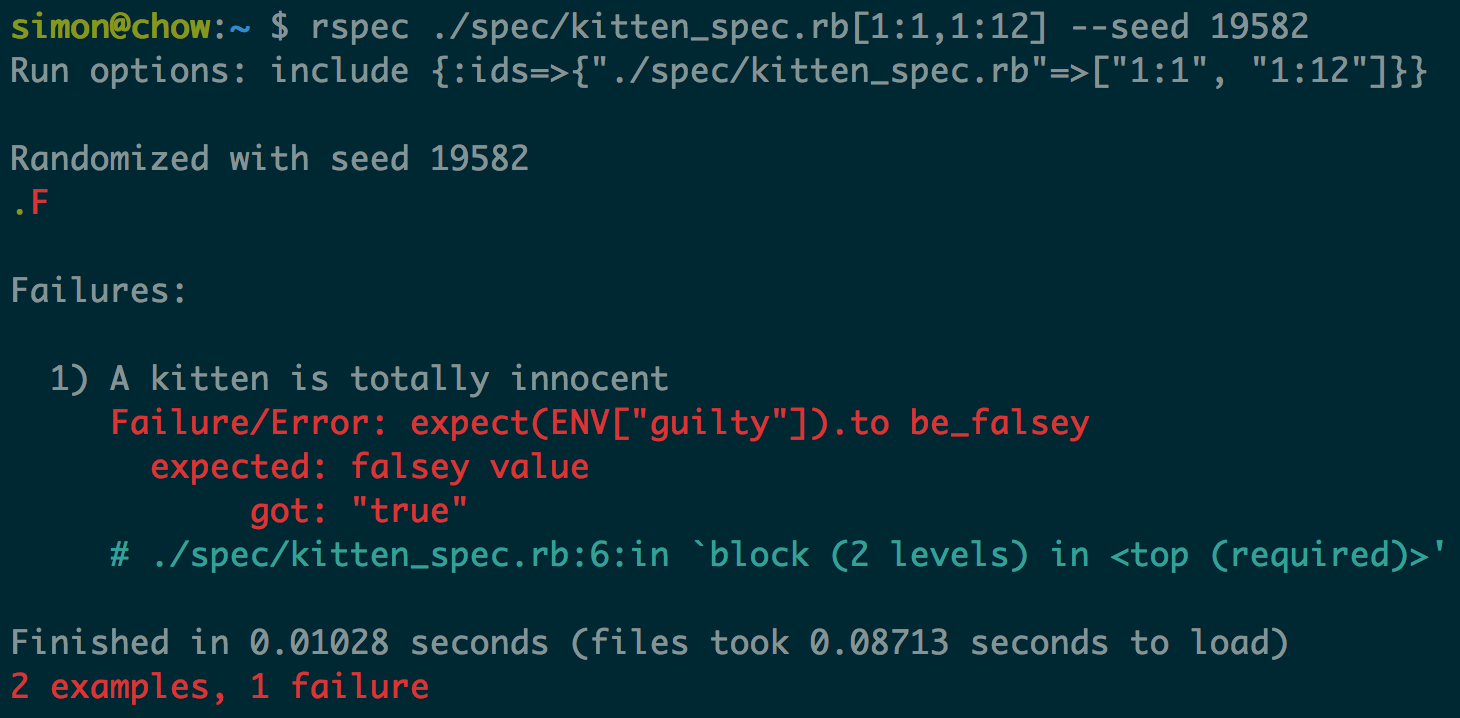 simon@chow:~ $ rspec ./spec/kitten_spec.rb[1:1,1:12] --seed 19582
Run options: include {:ids=>{"./spec/kitten_spec.rb"=>["1:1", "1:12"]}}
Randomized with seed 19582
.F
Failures:
1) A kitten is totally innocent
Failure/Error: expect(ENV["guilty"]).to be_falsey
expected: falsey value
got: "true"
# ./spec/kitten_spec.rb:6:in `block (2 levels) in <top (required)>'
Finished in 0.01028 seconds (files took 0.08713 seconds to load)
2 examples, 1 failure